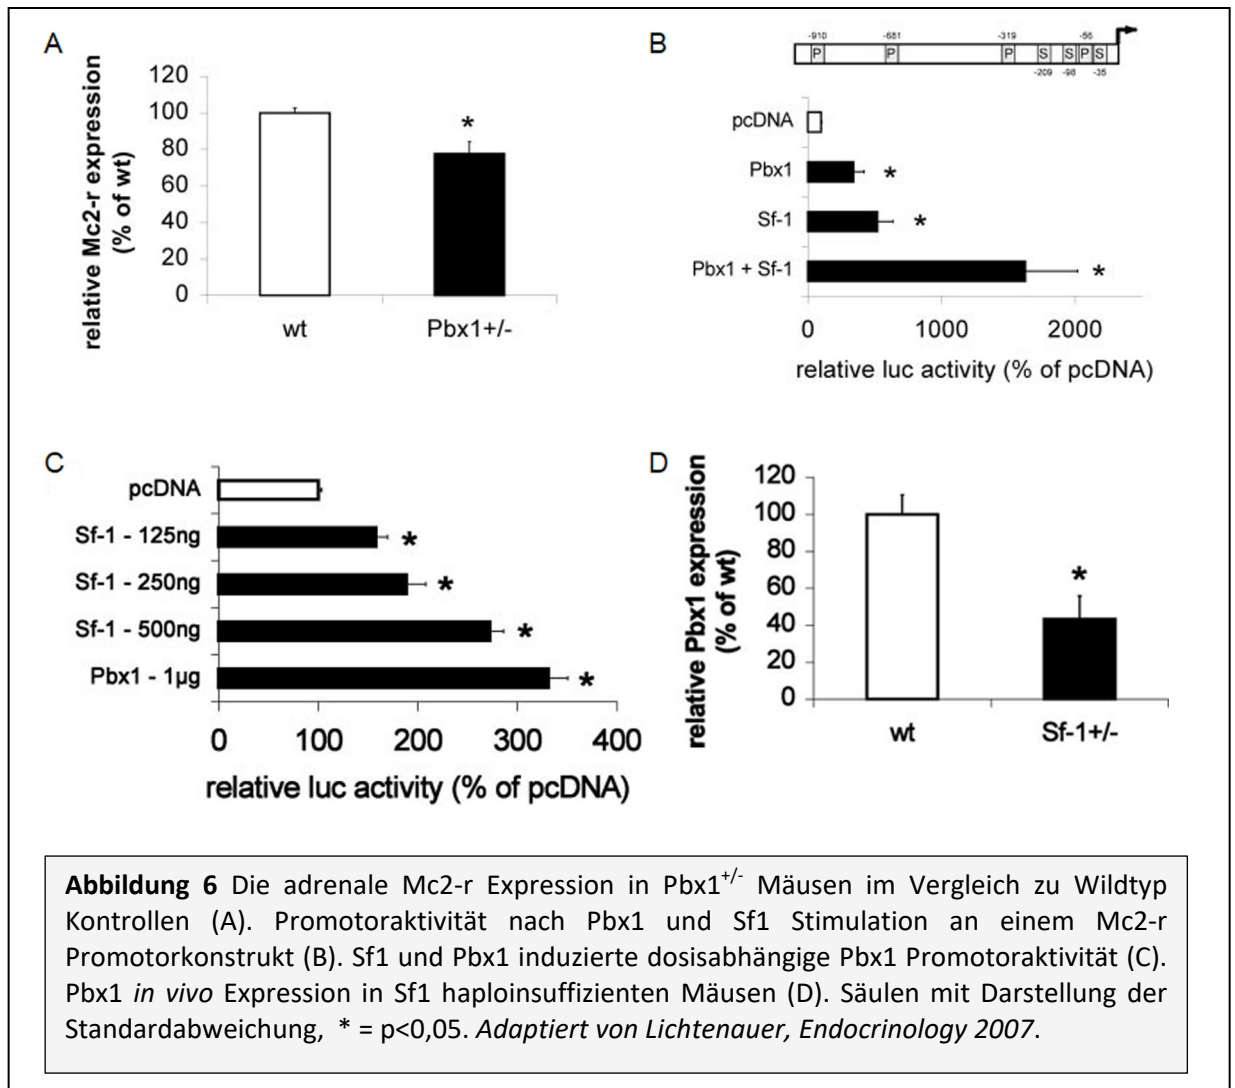 A
relative Mc2-r expression
(% of wt)
120
100
80
60
40
20
0
*
wt
Pbx1+/-
B
-910
-681
-319
-56
P
P
P
S
S
P
S
-209
-98
-35
pcDNA
Pbx1
*
Sf-1
*
Pbx1 + Sf-1
*
0
1000
2000
relative luc activity (% of pcDNA)
C
pcDNA
Sf-1 - 125ng
*
Sf-1 - 250ng
*
Sf-1 - 500ng
*
Pbx1 - 1µg
*
0
100
200
300
400
relative luc activity (% of pcDNA)
D
relative Pbx1 expression
(% of wt)
120
100
80
60
40
20
0
*
wt
Sf-1+/-
Abbildung 6 Die adrenale Mc2-r Expression in Pbx1+/- Mäusen im Vergleich zu Wildtyp
Kontrollen (A). Promotoraktivität nach Pbx1 und Sf1 Stimulation an einem Mc2-r
Promotorkonstrukt (B). Sf1 und Pbx1 induzierte dosisabhängige Pbx1 Promotoraktivität (C).
Pbx1 in vivo Expression in Sf1 haploinsuffizienten Mäusen (D). Säulen mit Darstellung der
Standardabweichung, * = p<0,05. Adaptiert von Lichtenauer, Endocrinology 2007.